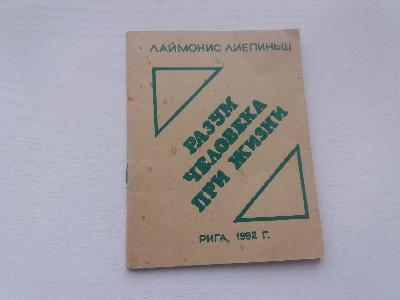 ЛАЙМОНИС ЛИЕПИНЬШ
РАЗУМ
ЧЕЛОВЕКА
ПРИ ЖИЗНИ
РИГА, 1992 Г.